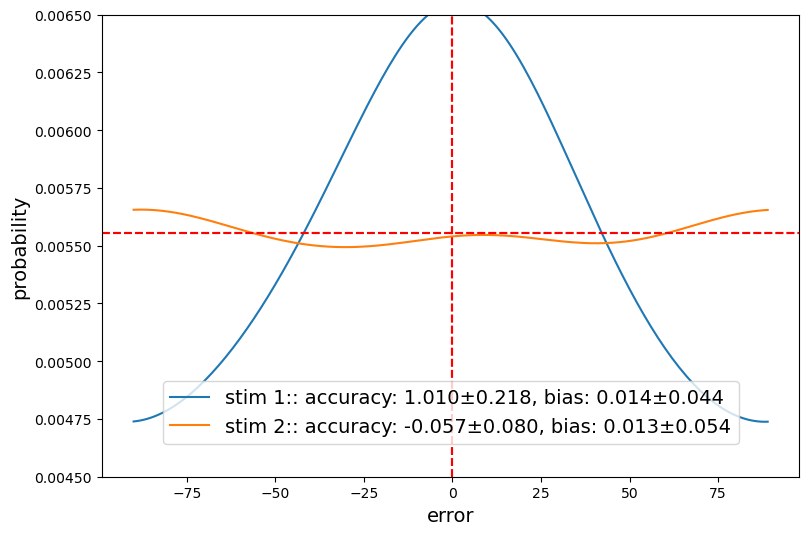 0.00650
0.00625
0.00600
0.00575
0.00550
0.00525
0.00500
0.00475
0.00450
probability
stim 1:: accuracy: 1.010±0.218, bias: 0.014±0.044
stim 2:: accuracy: -0.057±0.080, bias: 0.013±0.054
−75 −50 −25 0 25 50 75
error